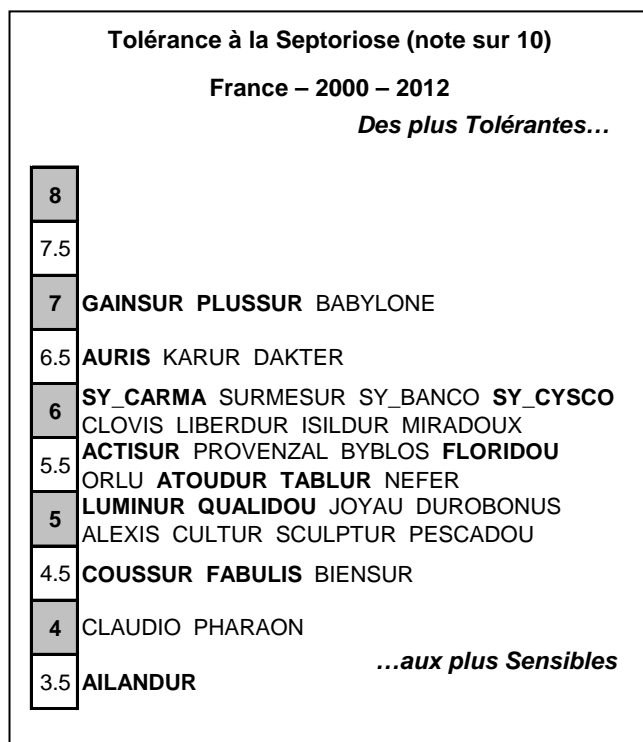 Tolérance à la Septoriose (note sur 10)
France – 2000 – 2012
Des plus Tolérantes…
8
7.5
7 GAINSUR PLUSSUR BABYLONE
6.5 AURIS KARUR DAKTER
6 SY_CARMA SURMESUR SY_BANCO SY_CYSCO
CLOVIS LIBERDUR ISILDUR MIRADOUX
5.5 ACTISUR PROVENZAL BYBLOS FLORIDOU
ORLU ATOUDUR TABLUR NEFER
5 LUMINUR QUALIDOU JOYAU DUROBONUS
ALEXIS CULTUR SCULPTUR PESCADOU
4.5 COUSSUR FABULIS BIENSUR
4 CLAUDIO PHARAON
…aux plus Sensibles
3.5 AILANDUR